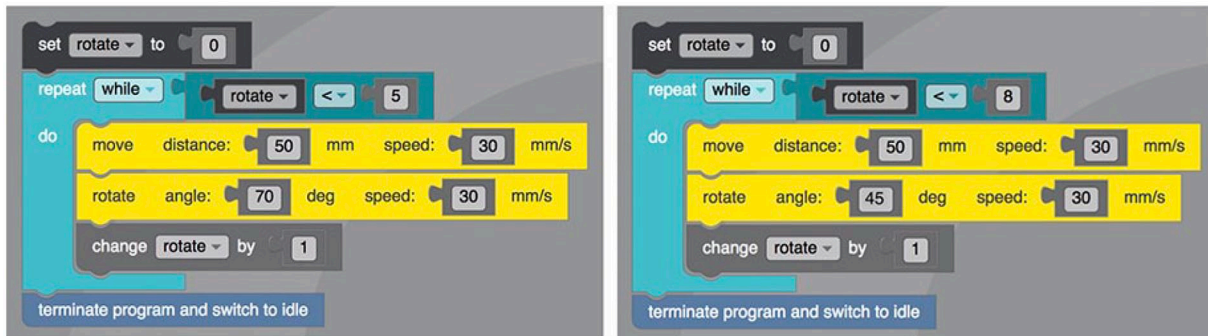 set rotate to 0
repeat while rotate < 5
do move distance: 50 mm speed: 30 mm/s
rotate angle: 70 deg speed: 30 mm/s
change rotate by 1
terminate program and switch to idle
set rotate to 0
repeat while rotate < 8
do move distance: 50 mm speed: 30 mm/s
rotate angle: 45 deg speed: 30 mm/s
change rotate by 1
terminate program and switch to idle